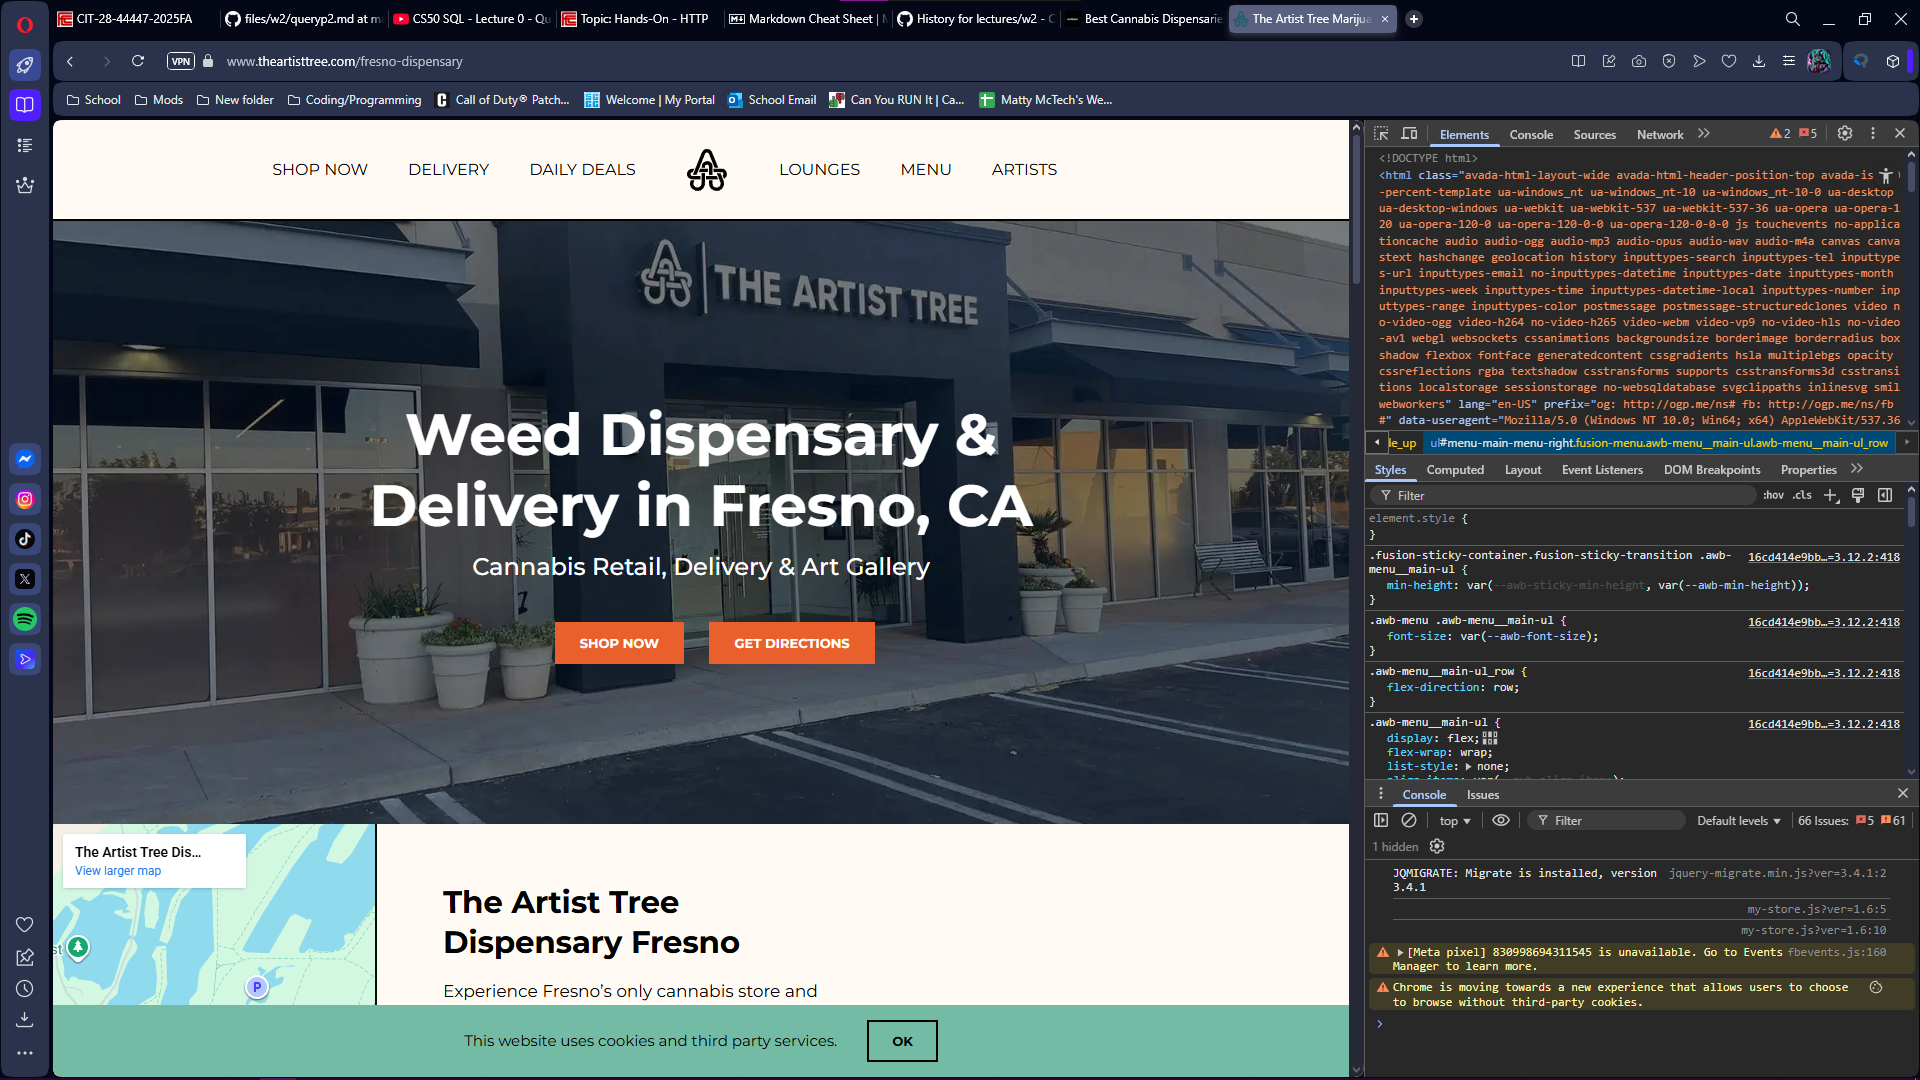 CIT-28-44447-2025FA
files/w2/queryp2.md at m
CS50 SQL - Lecture 0 - Qu
Topic: Hands-On - HTTP
Markdown Cheat Sheet |
History for lectures/w2 - C
Best Cannabis Dispensarie
The Artist Tree Mariju
VPN
www.theartisttree.com/fresno-dispensary
School
Mods
New folder
Coding/Programming
Call of Duty® Patch...
Welcome | My Portal
School Email
Can You RUN It | Ca...
Matty McTech's We...
SHOP NOW
DELIVERY
DAILY DEALS
LOUNGES
MENU
ARTISTS
THE ARTIST TREE
Weed Dispensary &
Delivery in Fresno, CA
Cannabis Retail, Delivery & Art Gallery
SHOP NOW
GET DIRECTIONS
The Artist Tree Dis...
View larger map
P
The Artist Tree
Dispensary Fresno
Experience Fresno's only cannabis store and
This website uses cookies and third party services.
OK
Elements
Console
Sources
Network
2
5
<!DOCTYPE html>
<html class="avada-html-layout-wide avada-html-header-position-top avada-is
-percent-template ua-windows_nt ua-windows_nt-10 ua-windows_nt-10-0 ua-desktop
ua-desktop-windows ua-webkit ua-webkit-537 ua-webkit-537-36 ua-opera ua-opera-1
20 ua-opera-120-0 ua-opera-120-0-0 ua-opera-120-0-0-0 js touchevents no-applica
tioncache audio audio-ogg audio-mp3 audio-opus audio-wav audio-m4a canvas canva
stext hashchange geolocation history inputtypes-search inputtypes-tel inputtype
s-url inputtypes-email no-inputtypes-datetime inputtypes-date inputtypes-month
inputtypes-week inputtypes-time inputtypes-datetime-local inputtypes-number inp
uttypes-range inputtypes-color postmessage postmessage-structuredclones video n
o-video-ogg video-h264 no-video-h265 video-webm video-vp9 no-video-hls no-video
-av1 webgl websockets cssanimations backgroundsize borderimage borderradius box
shadow flexbox fontface generatedcontent cssgradients hsla multiplebgs opacity
cssreflections rgba textshadow csstransforms supports csstransforms3d csstransi
tions localstorage sessionstorage no-websqldatabase svgclippaths inlinesvg smil
webworkers" lang="en-US" prefix="og: http://ogp.me/ns# fb: http://ogp.me/ns/fb
#" data-useragent="Mozilla/5.0 (Windows NT 10.0; Win64; x64) AppleWebKit/537.36
le_up
ul#menu-main-menu-right.fusion-menu.awb-menu__main-ul.awb-menu__main-ul_row
Styles
Computed
Layout
Event Listeners
DOM Breakpoints
Properties
Filter
:hov
.cls
element.style {
}
.fusion-sticky-container.fusion-sticky-transition .awb-
menu__main-ul {
16cd414e9bb...=3.12.2:418
min-height: var(--awb-sticky-min-height, var(--awb-min-height));
}
.awb-menu .awb-menu__main-ul {
16cd414e9bb...=3.12.2:418
font-size: var(--awb-font-size);
}
.awb-menu__main-ul_row {
16cd414e9bb...=3.12.2:418
flex-direction: row;
}
.awb-menu__main-ul {
16cd414e9bb...=3.12.2:418
display: flex;
flex-wrap: wrap;
list-style: none;
Console
Issues
top
Filter
Default levels
66 Issues:
5
61
1 hidden
JQMIGRATE: Migrate is installed, version
3.4.1
jquery-migrate.min.js?ver=3.4.1:2
my-store.js?ver=1.6:5
my-store.js?ver=1.6:10
[Meta pixel] 830998694311545 is unavailable. Go to Events
Manager to learn more.
fbevents.js:160
Chrome is moving towards a new experience that allows users to choose
to browse without third-party cookies.